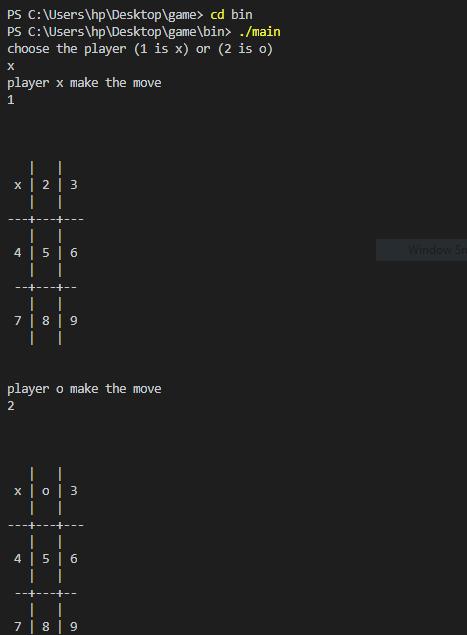 PS C:\Users\hp\Desktop\game> cd bin
PS C:\Users\hp\Desktop\game\bin> ./main
choose the player (1 is x) or (2 is o)
x
player x make the move
1
   |   |
 x | 2 | 3
   |   |
---+---+---
   |   |
 4 | 5 | 6
   |   |
 --+---+--
   |   |
 7 | 8 | 9
   |   |
player o make the move
2
   |   |
 x | o | 3
   |   |
---+---+---
   |   |
 4 | 5 | 6
   |   |
 --+---+--
   |   |
 7 | 8 | 9
Window